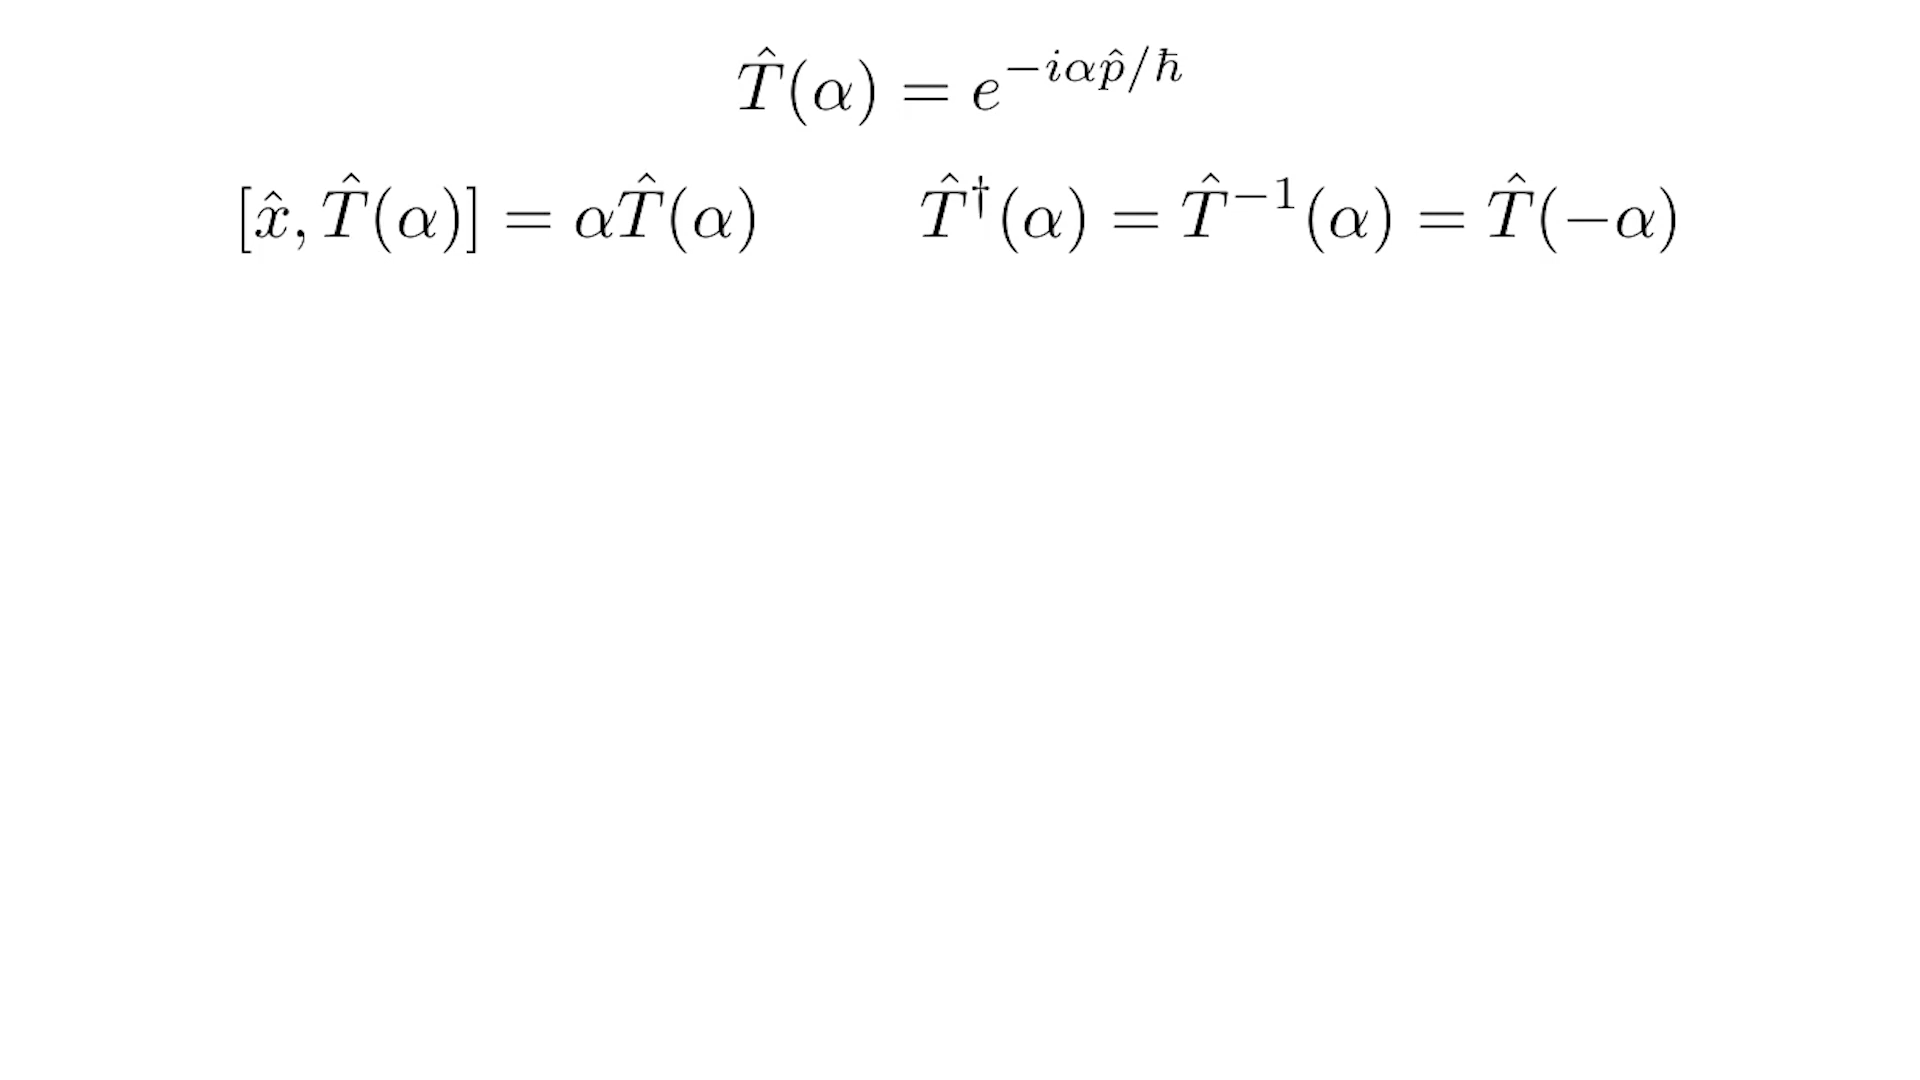 T̂(α) = e^{−iαp̂/ħ}
[x̂, T̂(α)] = αT̂(α) T̂†(α) = T̂⁻¹(α) = T̂(−α)